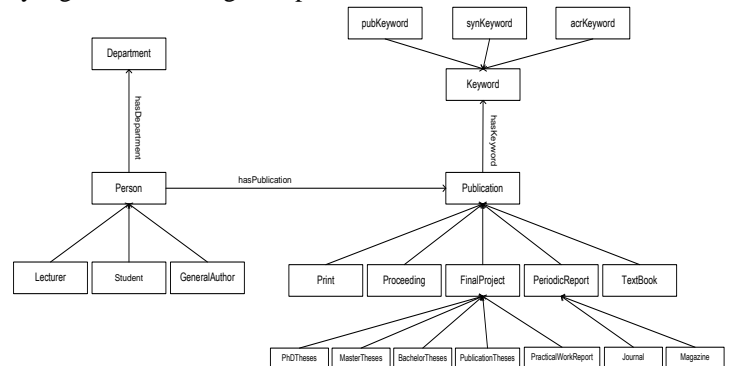 pubKeyword synKeyword acrKeyword
Department
Keyword
hasDepartment
hasKeyword
hasPublication
Person Publication
Lecturer Student GeneralAuthor
Print Proceeding FinalProject PeriodicReport TextBook
PhDTheses MasterTheses BachelorTheses PublicationTheses PracticalWorkReport Journal Magazine